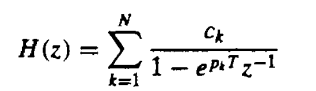 H(z) = \sum_{k=1}^{N} \frac{c_k}{1 - e^{p_k T} z^{-1}}